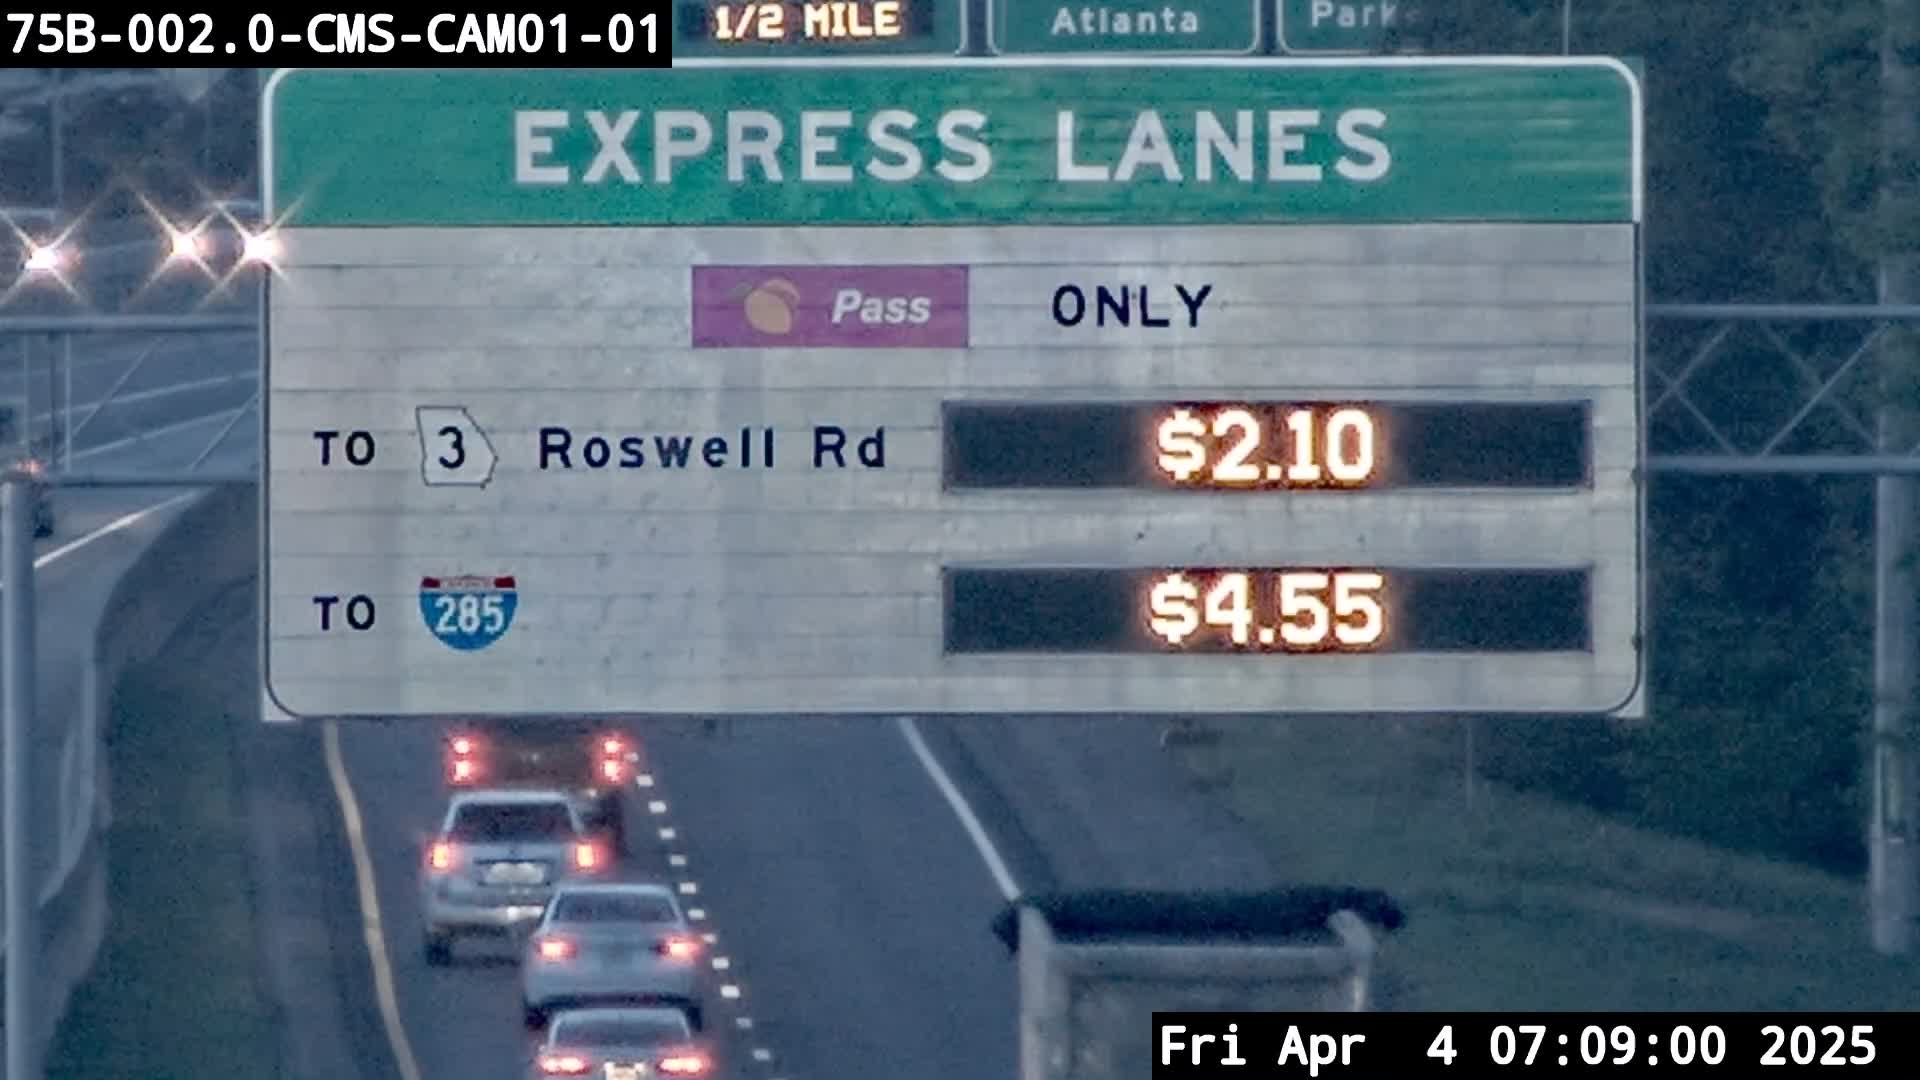 75B-002.0-CMS-CAM01-01
1/2 MILE
Atlanta
Park
EXPRESS LANES
Pass ONLY
TO 3 Roswell Rd $2.10
TO 285 $4.55
Fri Apr 4 07:09:00 2025